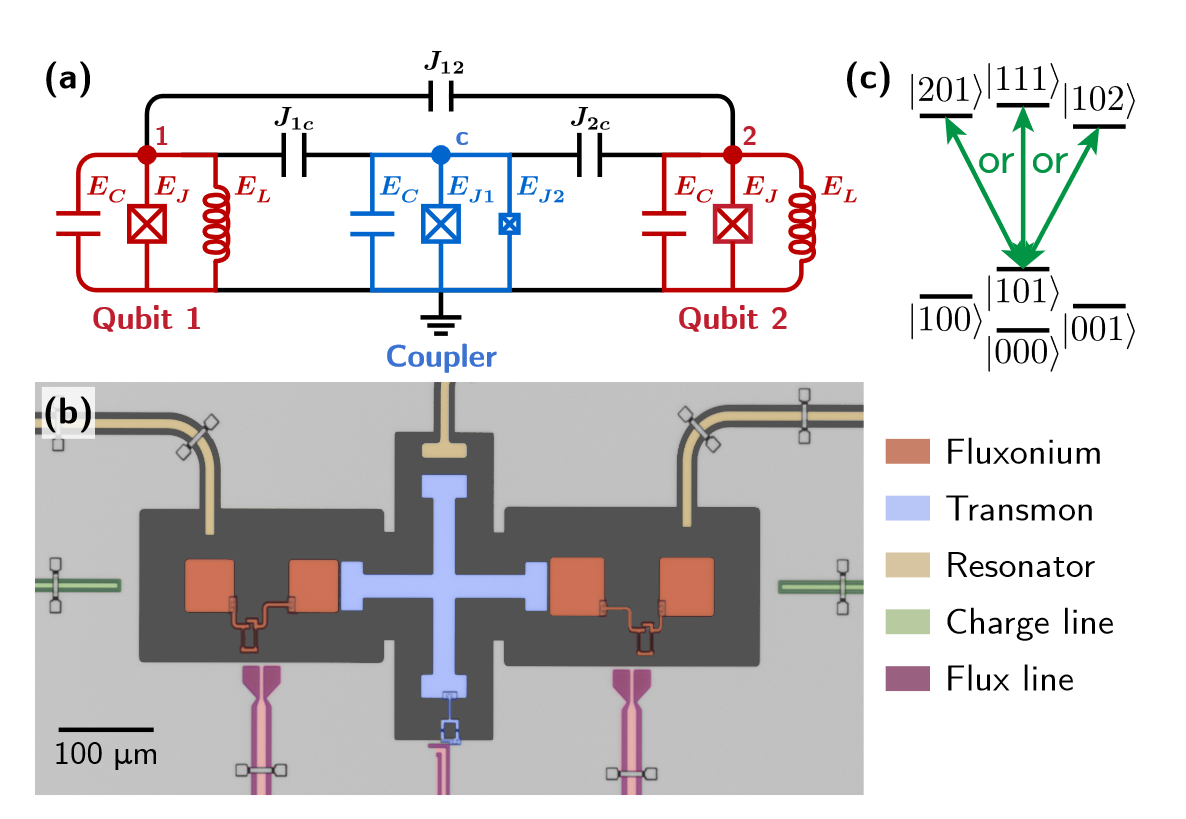 (a)
J12
J1c
J2c
1
c
2
EC
EJ
EL
EC
EJ1
EJ2
EC
EJ
EL
Qubit 1
Coupler
Qubit 2
(b)
100 μm
(c)
|201⟩
|111⟩
|102⟩
or or
|100⟩
|101⟩
|000⟩
|001⟩
Fluxonium
Transmon
Resonator
Charge line
Flux line